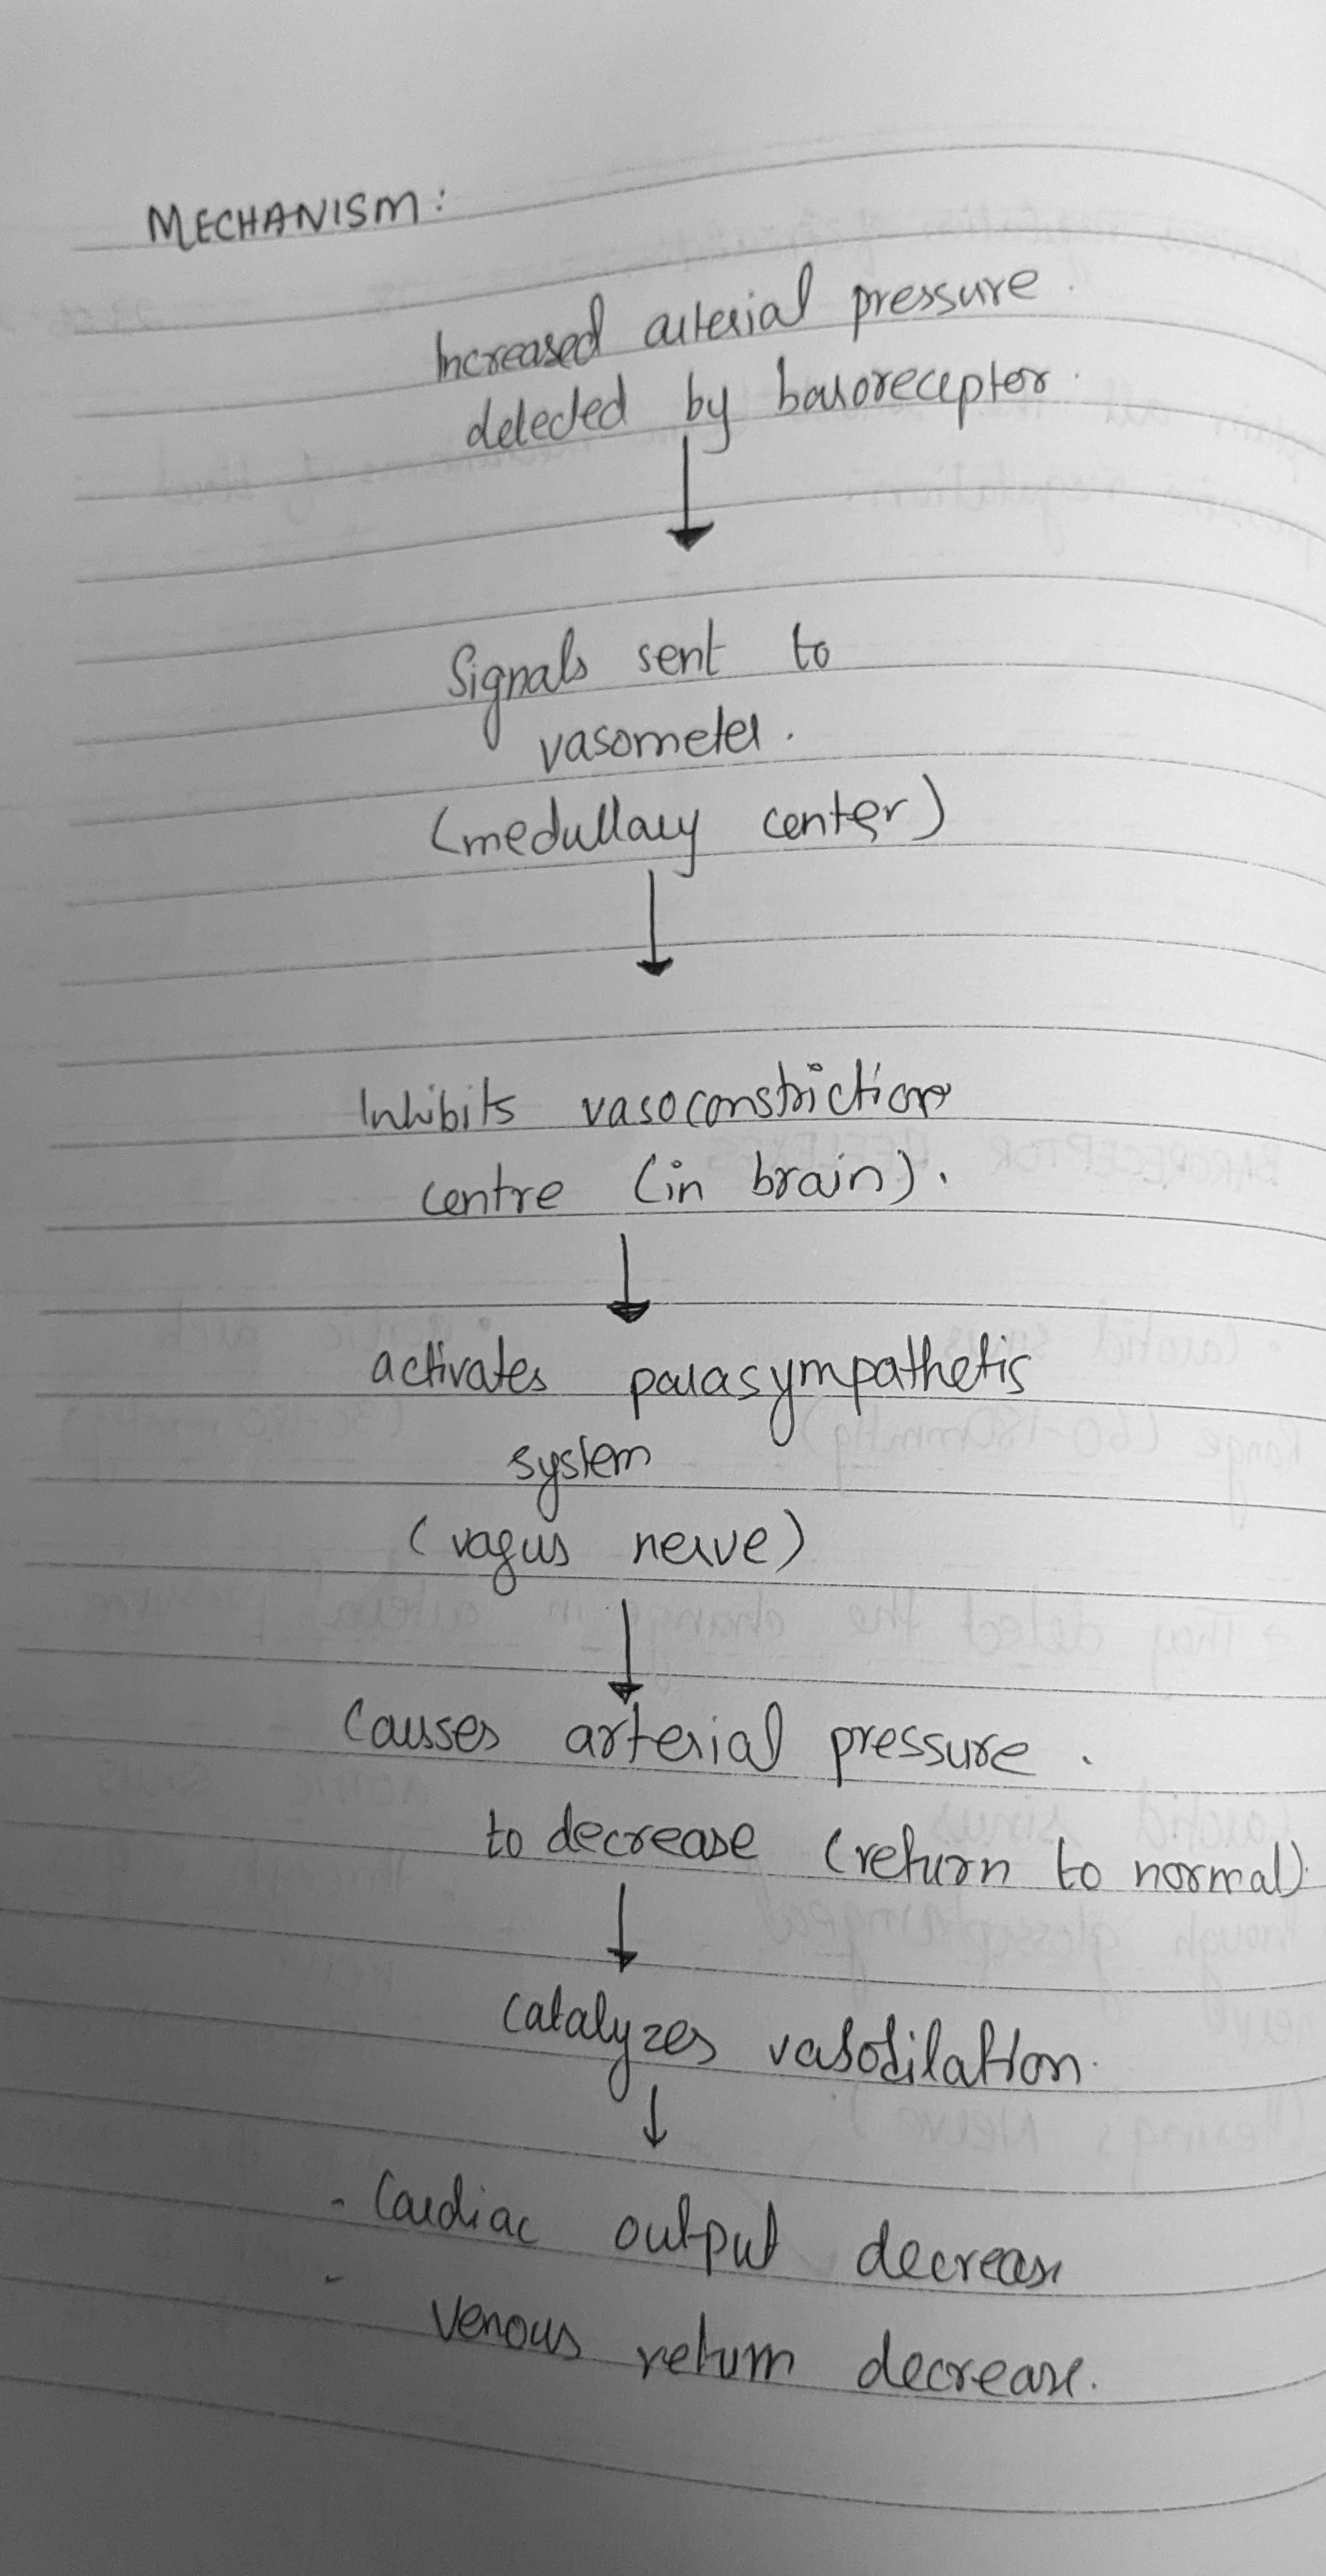 MECHANISM:
Increased arterial pressure.
detected by baroreceptor.
Signals sent to
vasometer.
(medullary center)
Inhibits vasoconstriction
centre (in brain).
activates parasympathetis
system
(vagus nerve)
Causes arterial pressure.
to decrease (return to normal).
Catalyzes vasodilation.
- Cardiac output decrease
- Venous return decrease.